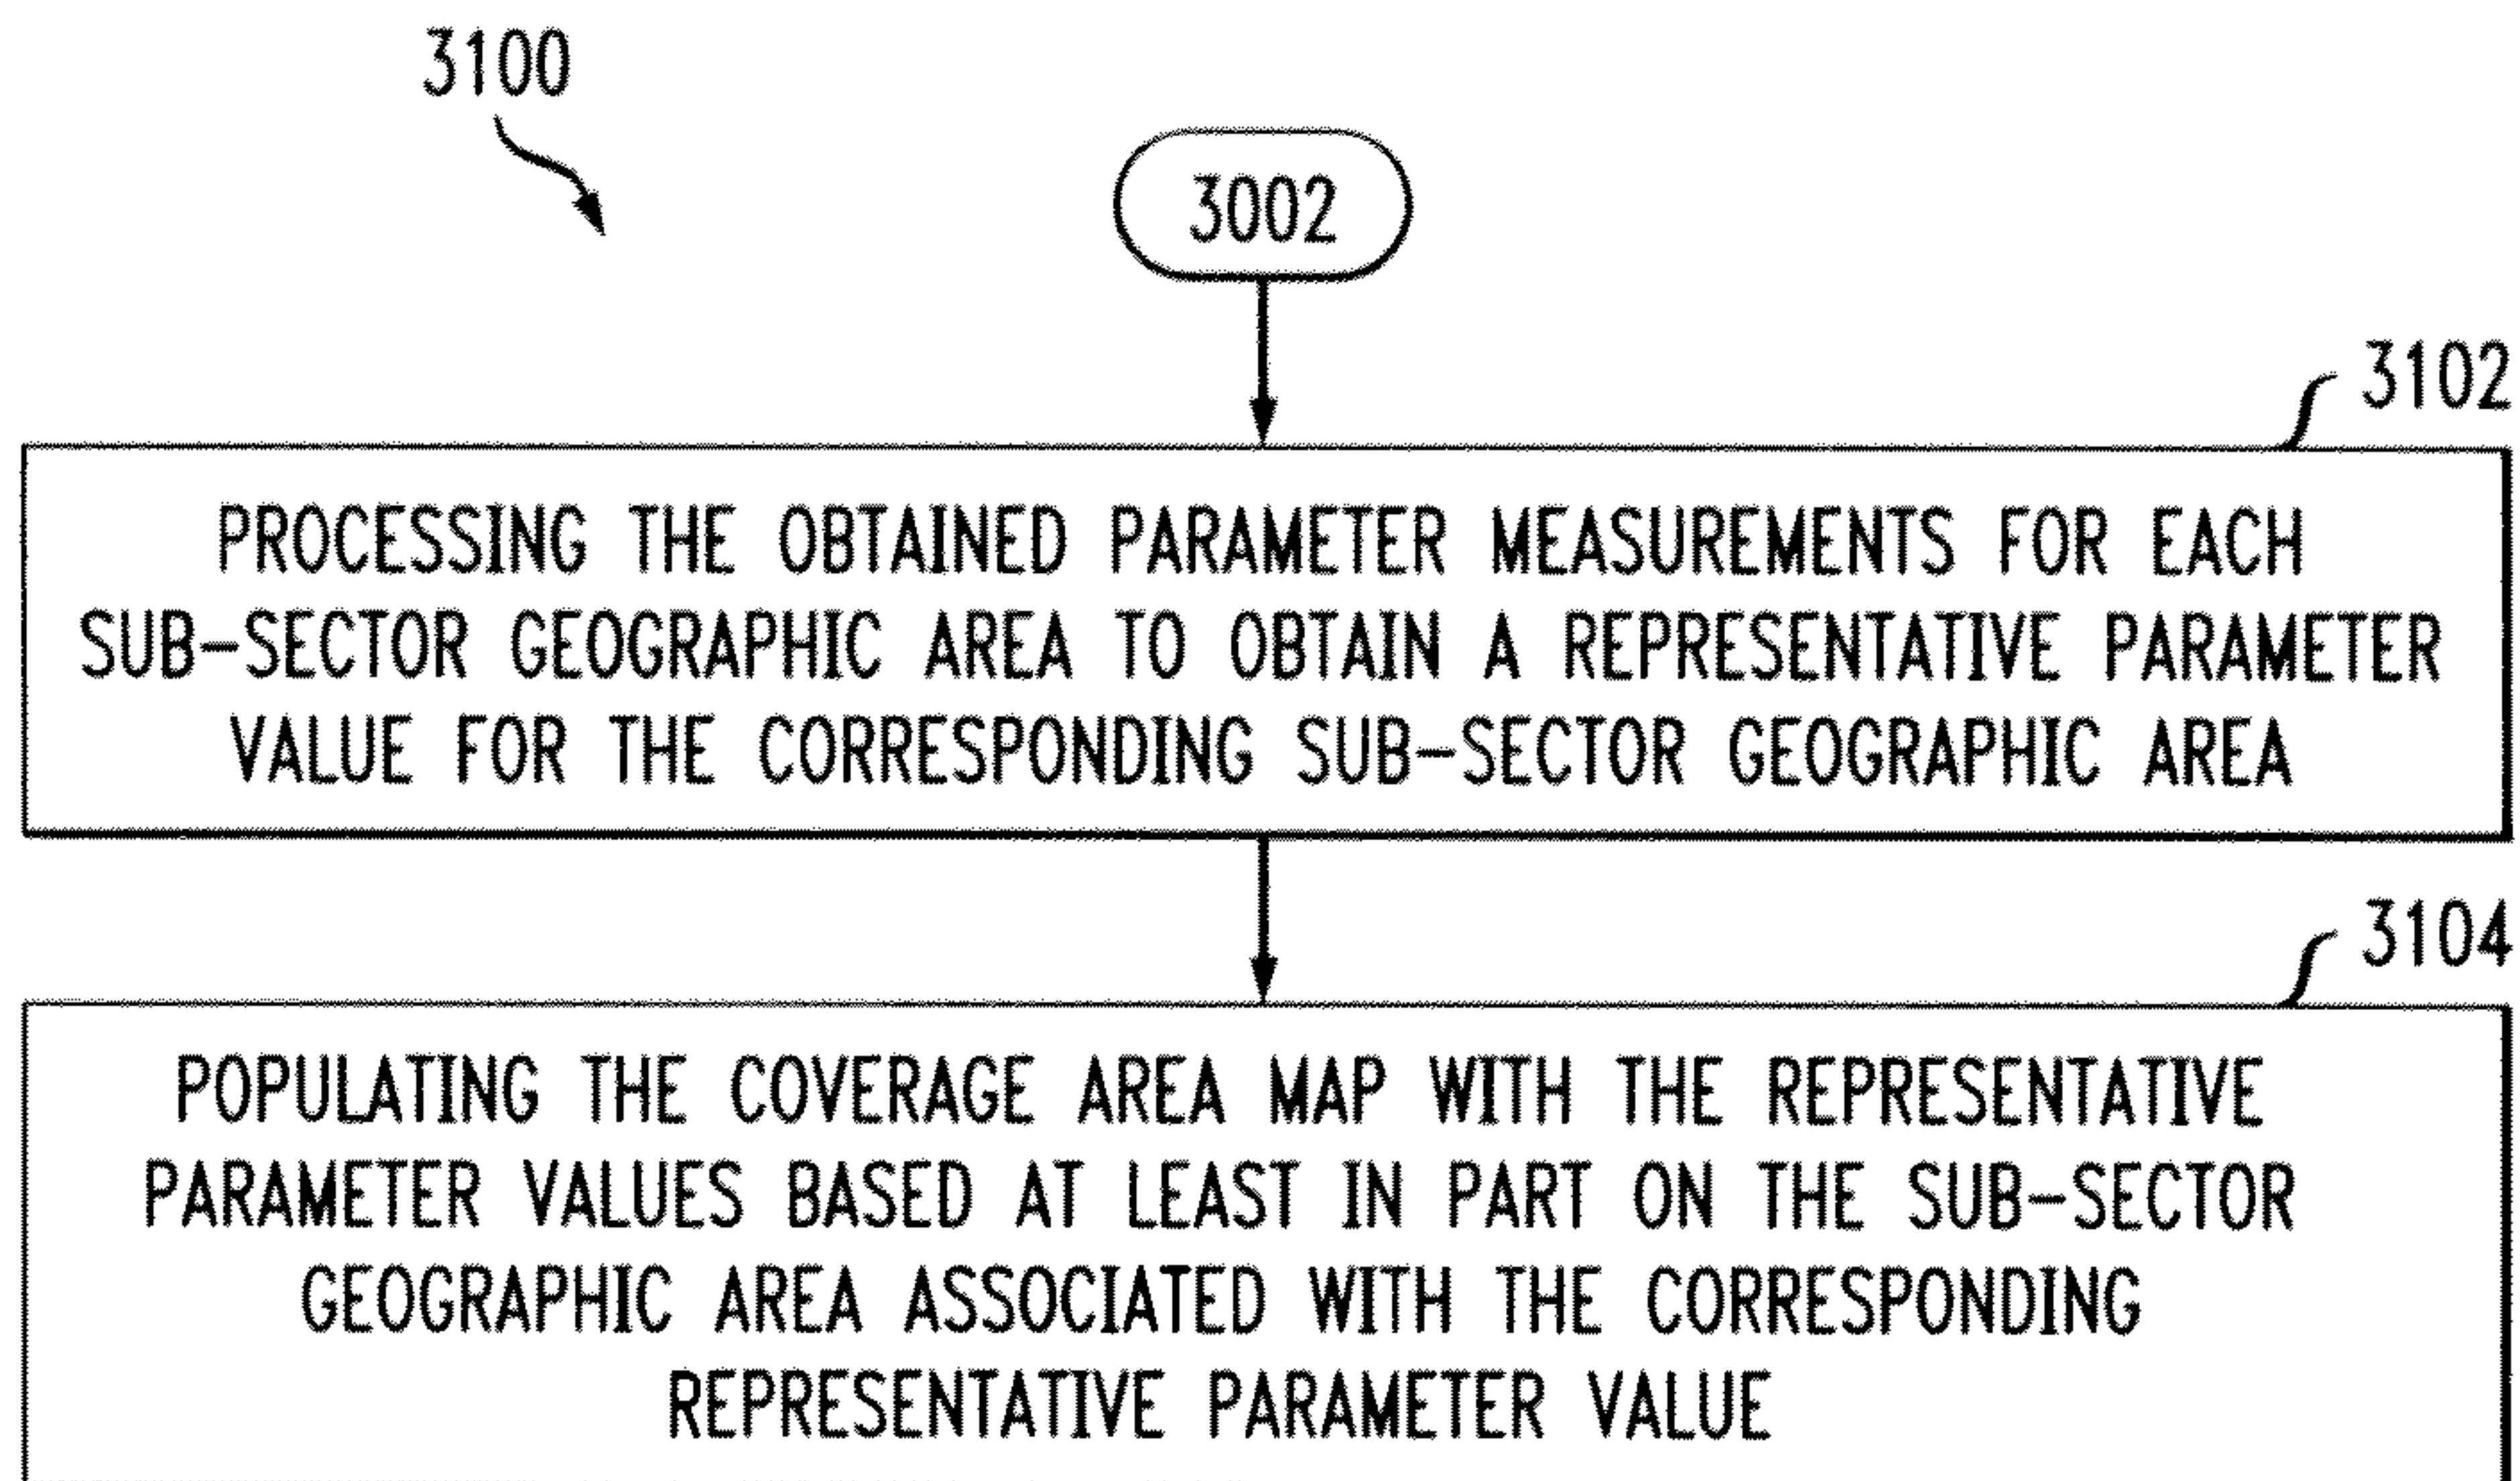 3100
3002
3102
PROCESSING THE OBTAINED PARAMETER MEASUREMENTS FOR EACH
SUB-SECTOR GEOGRAPHIC AREA TO OBTAIN A REPRESENTATIVE PARAMETER
VALUE FOR THE CORRESPONDING SUB-SECTOR GEOGRAPHIC AREA
3104
POPULATING THE COVERAGE AREA MAP WITH THE REPRESENTATIVE
PARAMETER VALUES BASED AT LEAST IN PART ON THE SUB-SECTOR
GEOGRAPHIC AREA ASSOCIATED WITH THE CORRESPONDING
REPRESENTATIVE PARAMETER VALUE